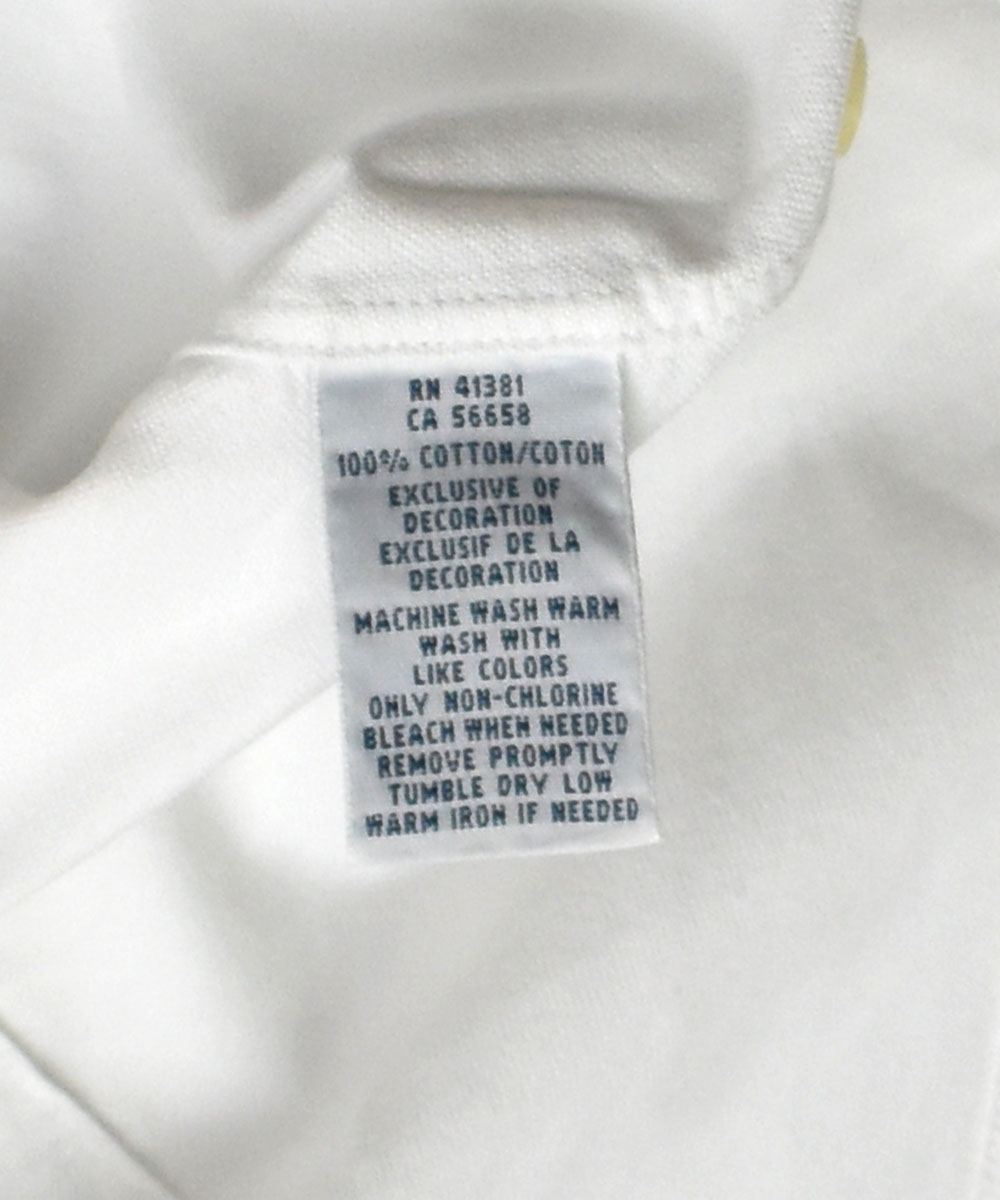 RN 41381
CA 56658
100% COTTON/COTON
EXCLUSIVE OF
DECORATION
EXCLUSIF DE LA
DECORATION
MACHINE WASH WARM
WASH WITH
LIKE COLORS
ONLY NON-CHLORINE
BLEACH WHEN NEEDED
REMOVE PROMPTLY
TUMBLE DRY LOW
WARM IRON IF NEEDED